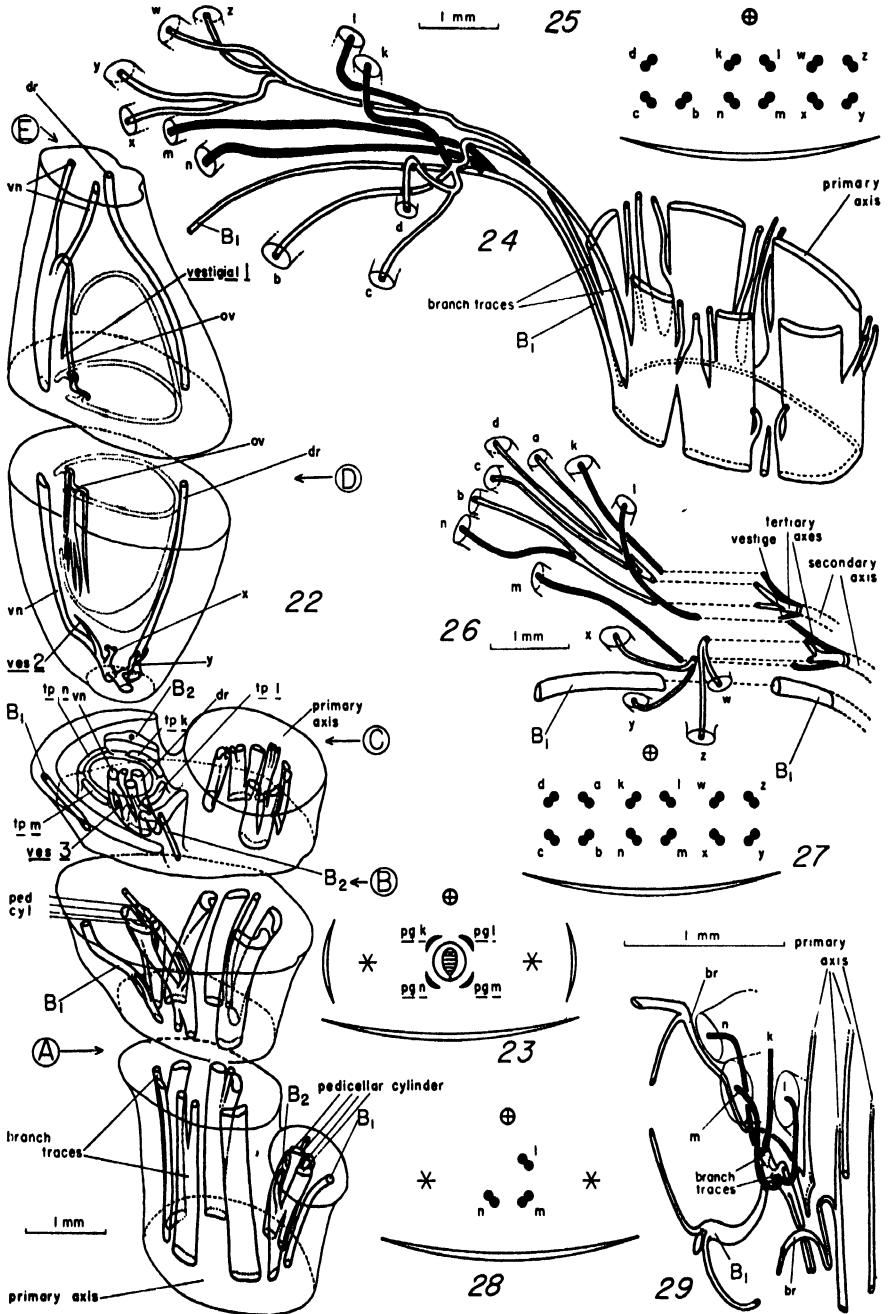 w
z
l
k
1 mm
25
d
k
l
w
z
c
b
n
m
x
y
y
dr
E
x
m
n
vn
d
B1
b
24
c
primary
axis
branch traces
B1
vestigial 1
ov
ov
dr
D
vn
x
22
ves 2
y
d
a
k
c
l
b
n
m
26
1 mm
x
B1
y
w
z
tertiary
axes
vestige
secondary
axis
B1
B1
tp n
vn
B2
tp k
dr
tp l
primary
axis
C
tp m
ves 3
B2
B
d
a
k
l
w
z
c
b
n
m
x
y
27
ped
cyl
B1
pg k
pg l
pg n
pg m
23
A
1 mm
primary
axis
br
n
k
l
m
branch
traces
B1
br
29
branch
traces
B2
pedicellar cylinder
B1
1 mm
primary axis
l
n
m
28